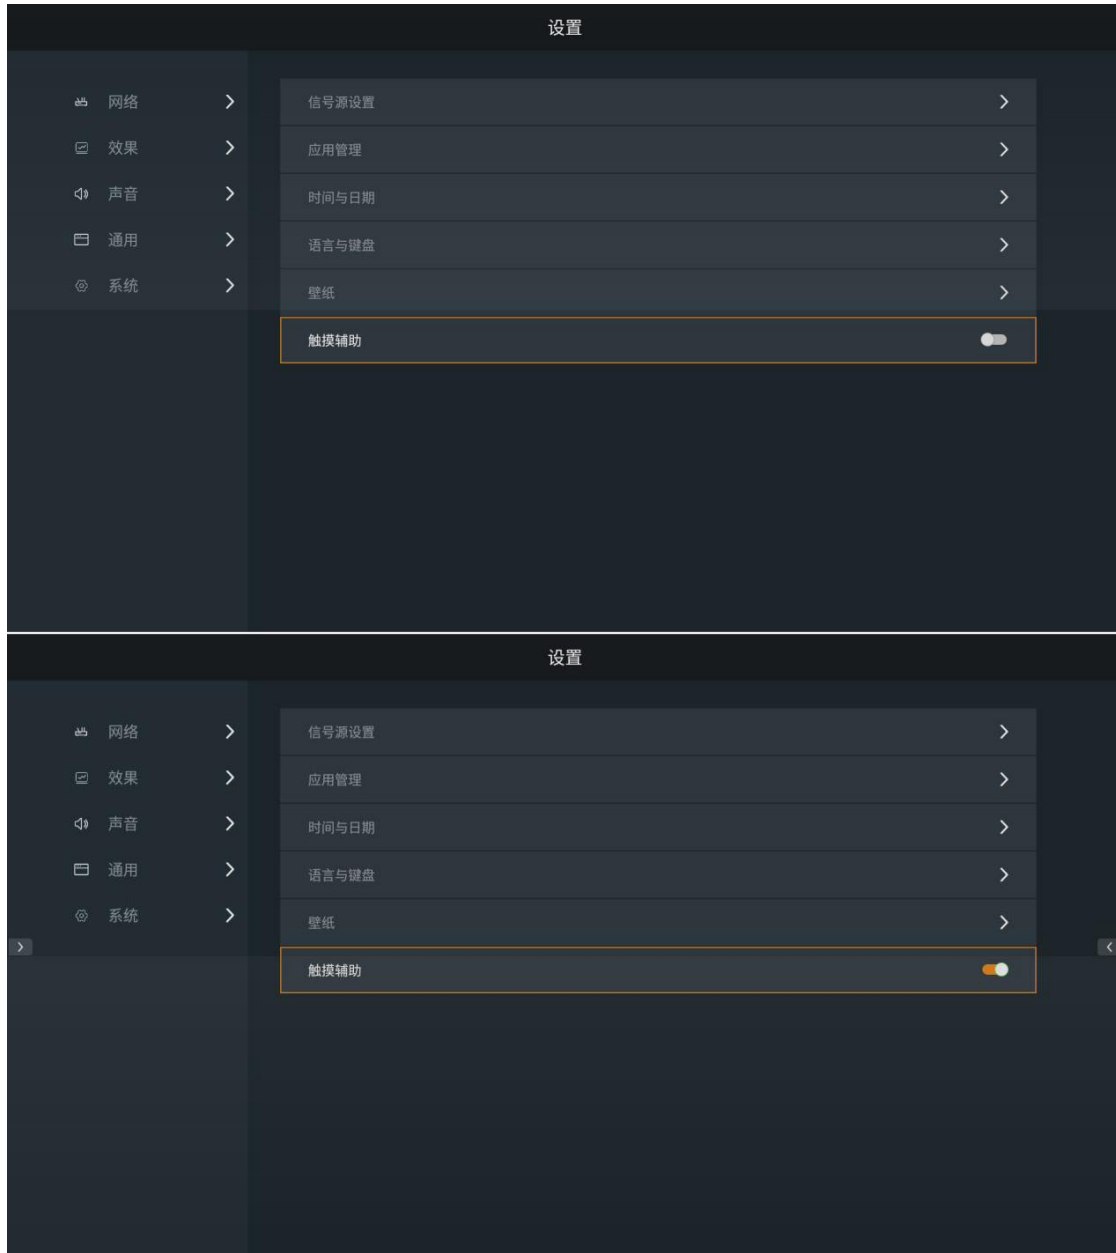 设置
网络
效果
声音
通用
系统
信号源设置
应用管理
时间与日期
语言与键盘
壁纸
触摸辅助
设置
网络
效果
声音
通用
系统
信号源设置
应用管理
时间与日期
语言与键盘
壁纸
触摸辅助